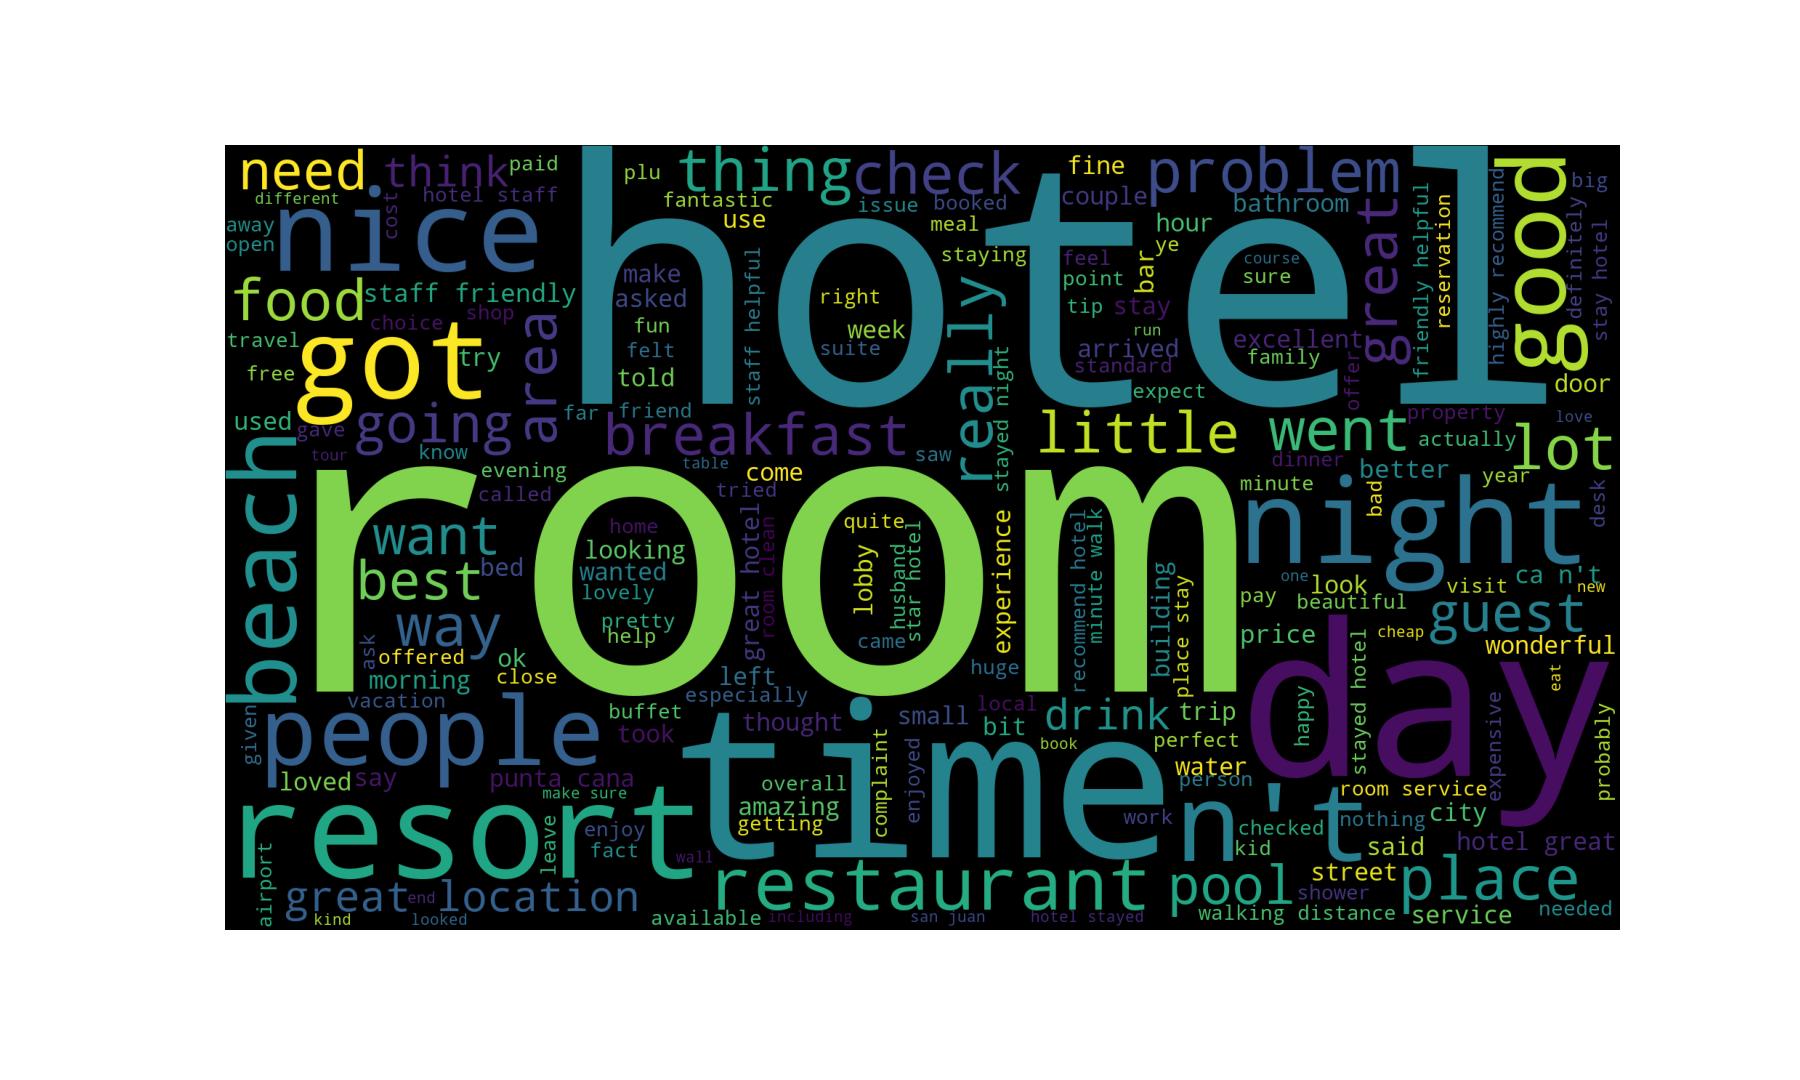 need
think
paid
hotel
plu
thing
check
fine
problem
good
big
different
hotel staff
cost
fantastic
issue
booked
couple
bathroom
great
friendly helpful
reservation
highly recommend
definitely
stay hotel
away
nice
use
meal
hour
open
staying
ye
bar
feel
course
food
staff friendly
make
staff helpful
really
point
sure
asked
right
tip
stay
choice
shop
got
area
fun
week
run
travel
try
felt
suite
arrived
excellent
free
told
standard
family
offer
door
expect
used
going
far
friend
breakfast
stayed night
little
went
property
love
gave
beach
know
saw
actually
lot
tour
evening
table
come
dinner
better
year
called
room
tried
minute
night
bad
desk
want
home
great hotel
room clean
quite
looking
lobby
husband
star hotel
experience
recommend hotel
minute walk
best
bed
wanted
building
one
look
visit
ca n't
new
lovely
pay
beautiful
way
pretty
help
came
place stay
price
cheap
guest
ask
offered
ok
wonderful
morning
close
left
huge
day
eat
vacation
especially
given
people
buffet
thought
small
local
drink
trip
happy
stayed hotel
expensive
probably
took
time
bit
book
perfect
complaint
enjoyed
loved
say
punta cana
overall
water
person
make sure
amazing
room service
resort
leave
getting
work
n't
checked
nothing
city
enjoy
fact
kid
said
hotel great
airport
wall
restaurant
pool
street
place
great location
end
shower
kind
looked
available
including
san juan
hotel stayed
walking distance
service
needed